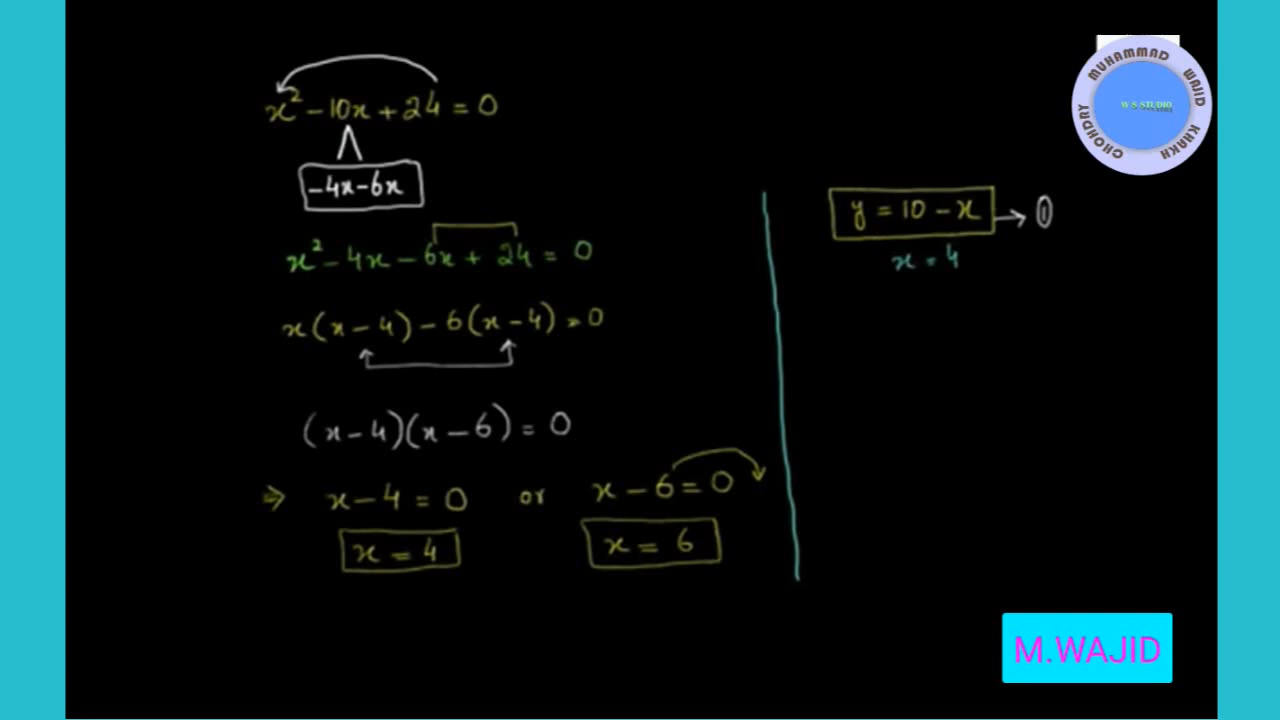 x² - 10x + 24 = 0
-4x-6x
x² - 4x - 6x + 24 = 0
x(x - 4) - 6(x - 4) = 0
(x - 4)(x - 6) = 0
⇒ x - 4 = 0 or x - 6 = 0
x = 4 x = 6
y = 10 - x → ①
x = 4
MUHAMMAD WAJID KHAKH CHOHDRY
W S STUDIO
M.WAJID